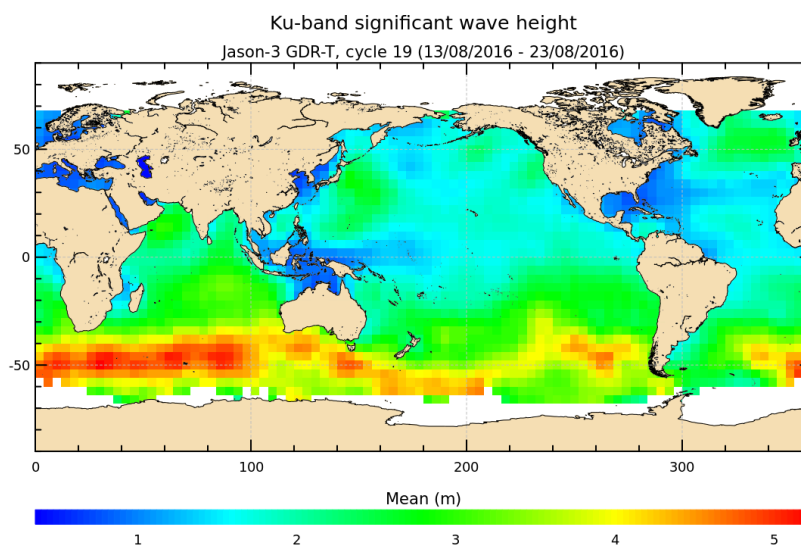 Ku-band significant wave height
Jason-3 GDR-T, cycle 19 (13/08/2016 - 23/08/2016)
50
0
-50
0 100 200 300
Mean (m)
1 2 3 4 5